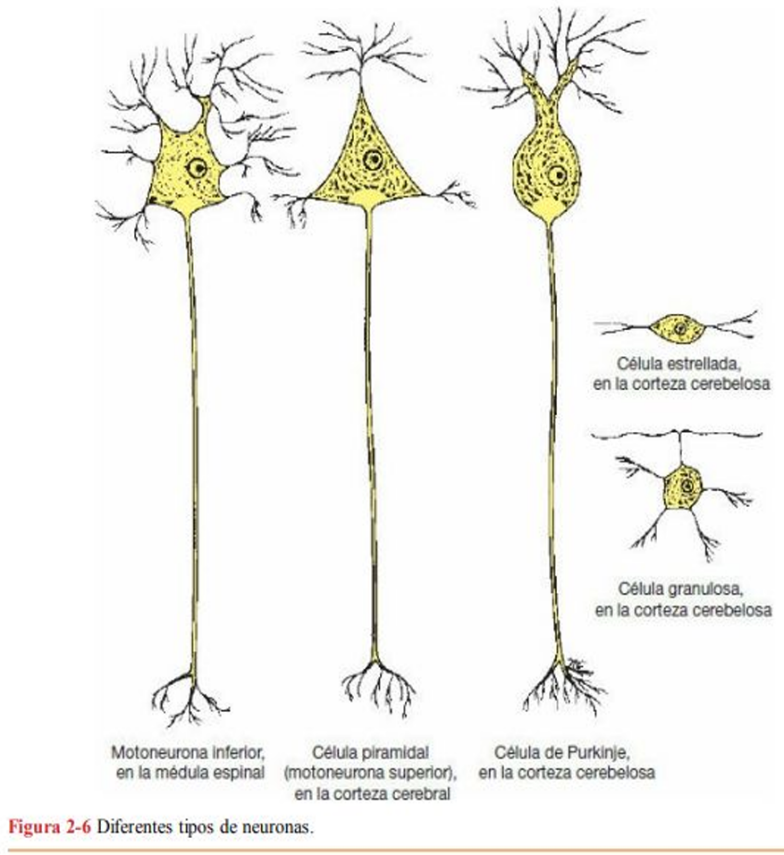 Célula estrellada,
en la corteza cerebelosa
Célula granulosa,
en la corteza cerebelosa
Motoneurona inferior,
en la médula espinal
Célula piramidal
(motoneurona superior),
en la corteza cerebral
Célula de Purkinje,
en la corteza cerebelosa
Figura 2-6 Diferentes tipos de neuronas.